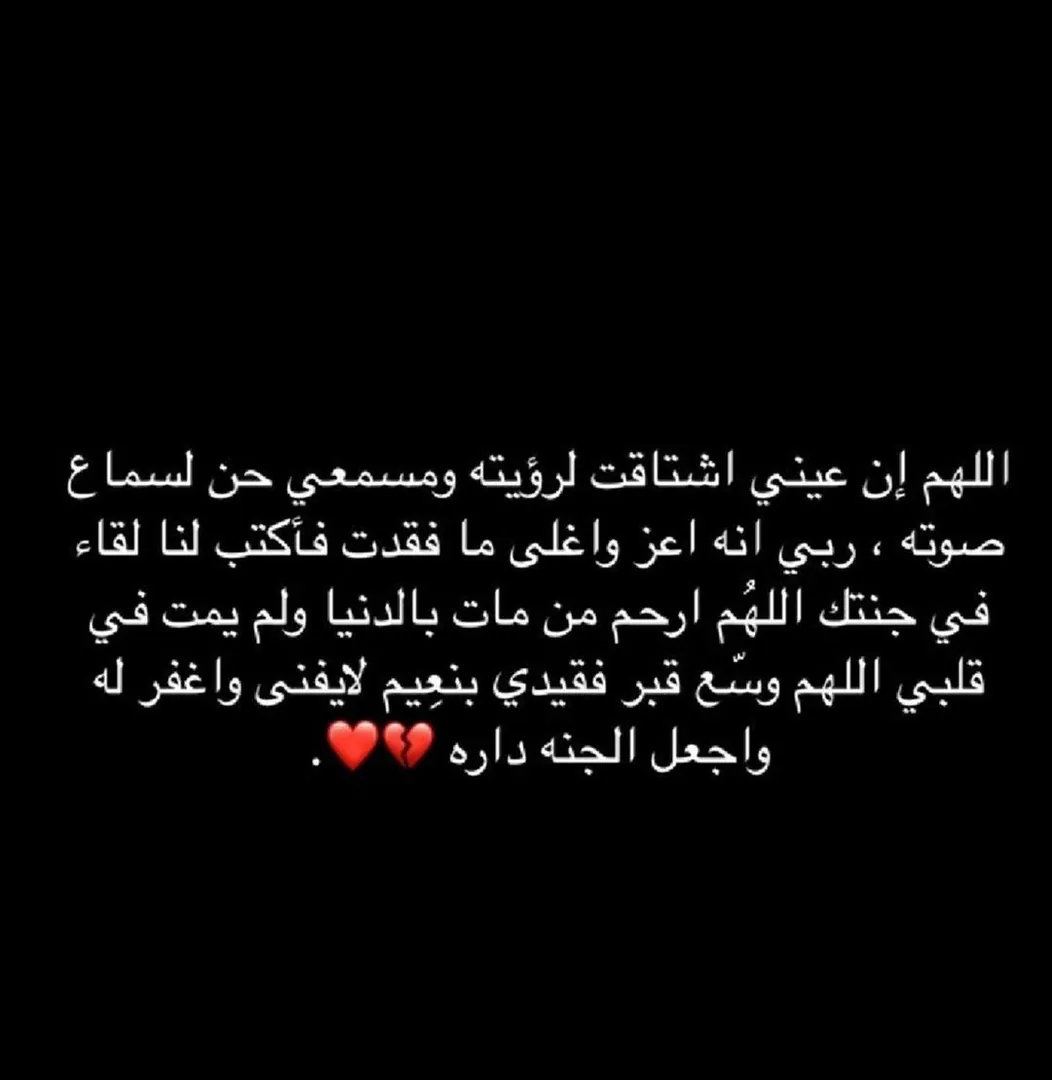 اللهم إن عيني اشتاقت لرؤيته ومسمعي حن لسماع
صوته ، ربي انه اعز واغلى ما فقدت فأكتب لنا لقاء
في جنتك اللهُم ارحم من مات بالدنيا ولم يمت في
قلبي اللهم وسّع قبر فقيدي بنعِيم لايفنى واغفر له
واجعل الجنه داره 💔❤️.